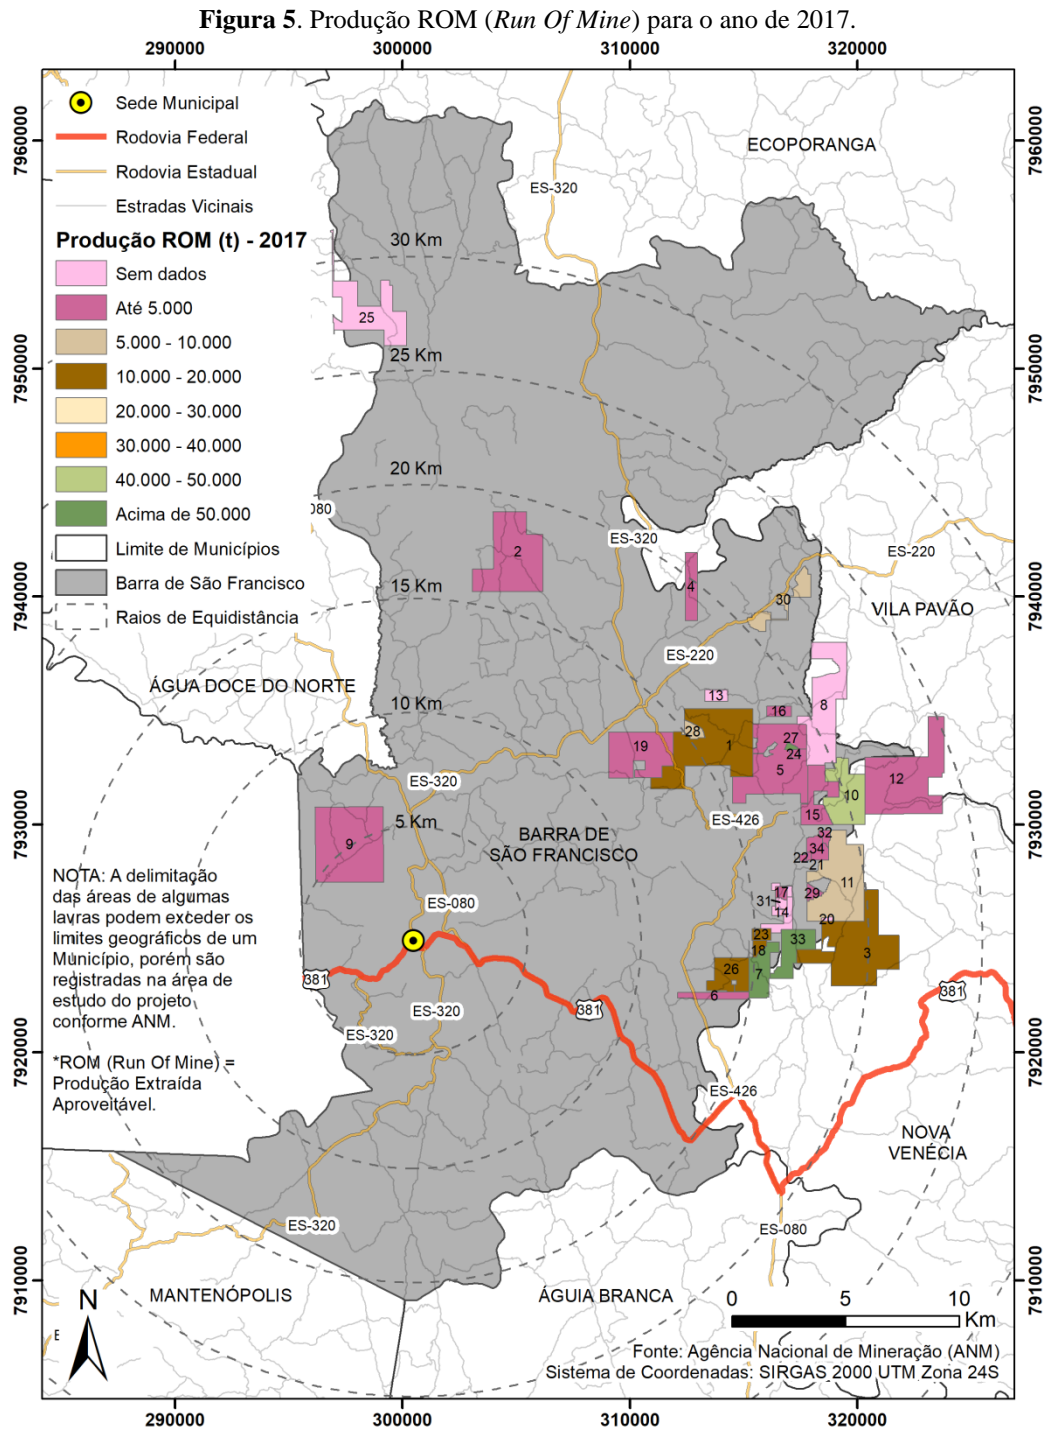 Figura 5. Produção ROM (Run Of Mine) para o ano de 2017.
290000 300000 310000 320000
7960000
7950000
7940000
7930000
7920000
7910000
Sede Municipal
Rodovia Federal
Rodovia Estadual
Estradas Vicinais
Produção ROM (t) - 2017
Sem dados
Até 5.000
5.000 - 10.000
10.000 - 20.000
20.000 - 30.000
30.000 - 40.000
40.000 - 50.000
Acima de 50.000
Limite de Municípios
Barra de São Francisco
Raios de Equidistância
ECOPORANGA
ES-320
30 Km
25
25 Km
20 Km
080
ES-320
ES-220
2
15 Km
4
30
VILA PAVÃO
ES-220
ÁGUA DOCE DO NORTE
13
8
10 Km
16
28
27
19
1
24
5
12
ES-320
10
15
ES-426
5 Km
BARRA DE
SÃO FRANCISCO
32
9
34
22
21
11
17
29
31
14
ES-080
20
23
33
18
3
26
7
6
NOTA: A delimitação
das áreas de algumas
lavras podem exceder os
limites geográficos de um
Município, porém são
registradas na área de
estudo do projeto
conforme ANM.
*ROM (Run Of Mine) =
Produção Extraída
Aproveitável.
381
381
381
ES-320
ES-320
ES-426
NOVA
VENÉCIA
ES-320
ES-080
MANTENÓPOLIS
ÁGUIA BRANCA
N
E
0 5 10
Km
Fonte: Agência Nacional de Mineração (ANM)
Sistema de Coordenadas: SIRGAS 2000 UTM Zona 24S
7960000
7950000
7940000
7930000
7920000
7910000
290000 300000 310000 320000